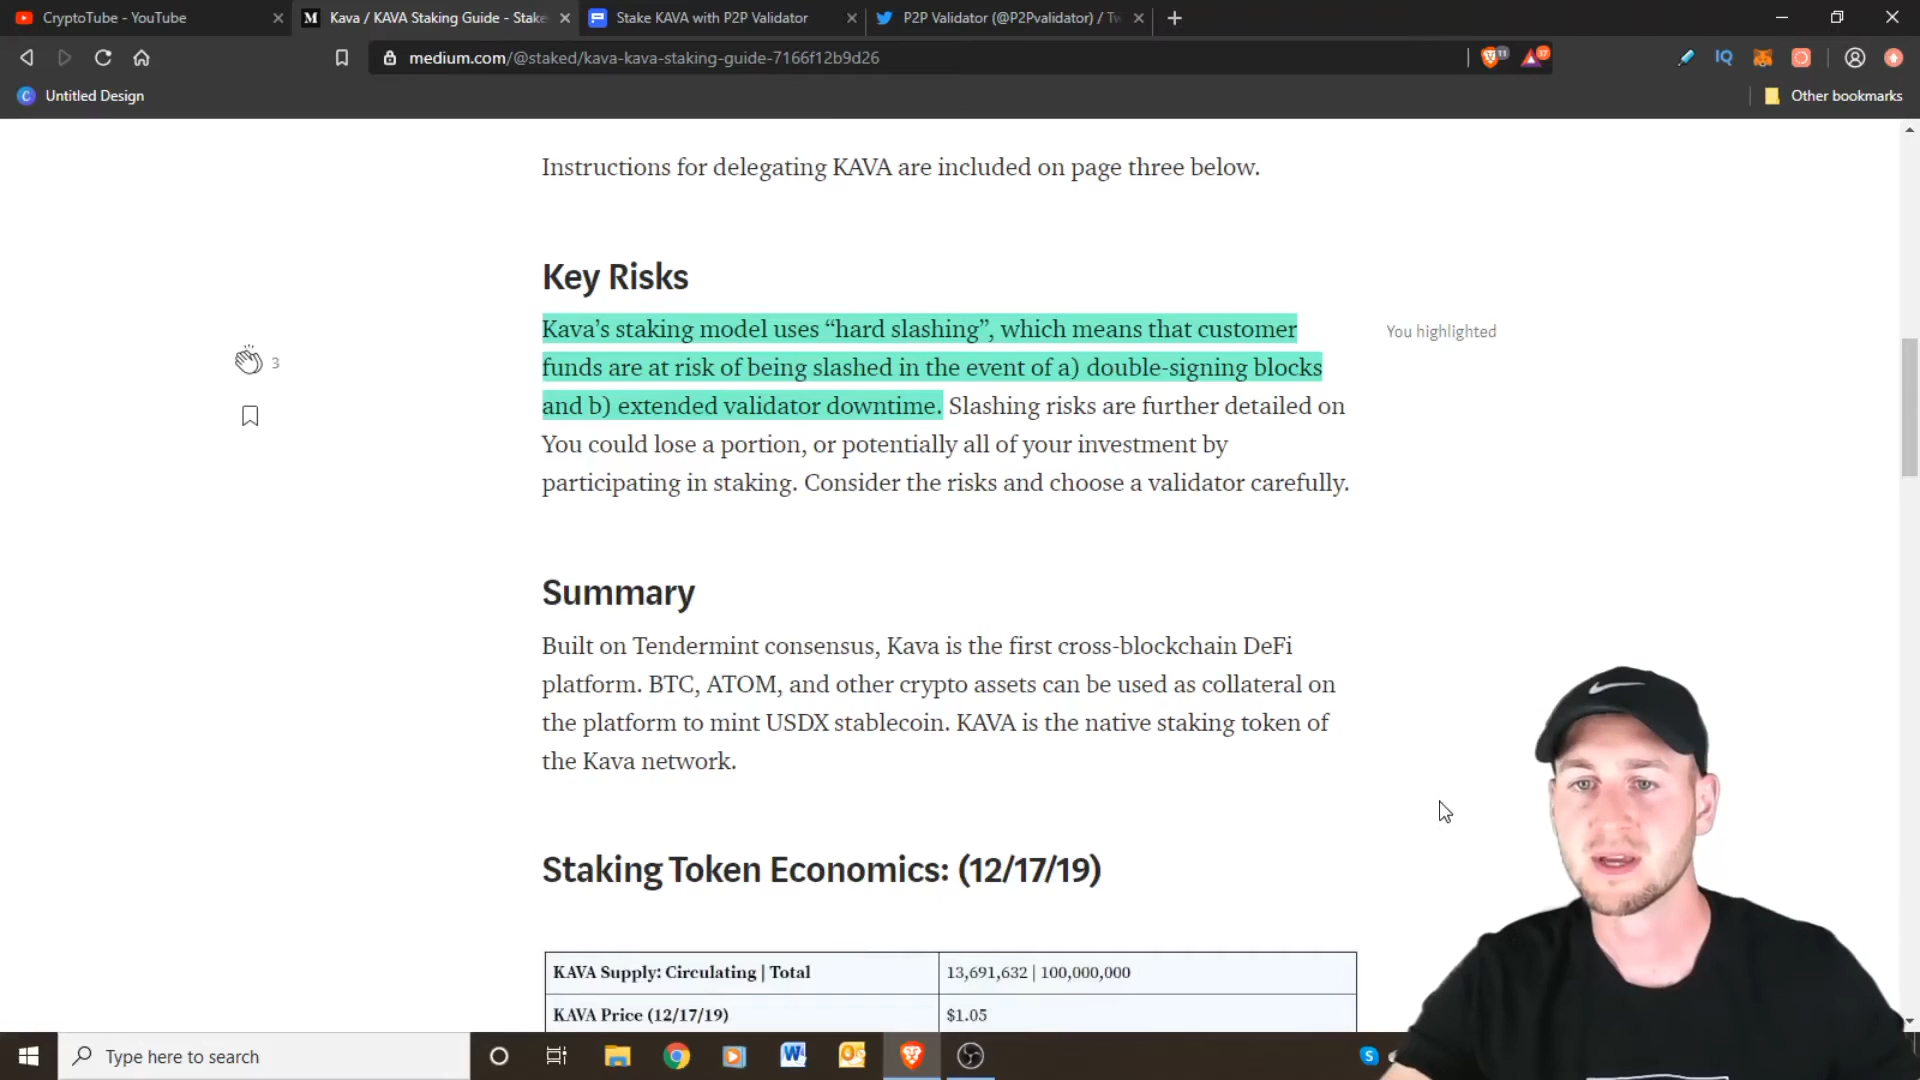 CryptoTube - YouTube
Kava / KAVA Staking Guide - Stake
Stake KAVA with P2P Validator
P2P Validator (@P2Pvalidator) / Tw
medium.com/@staked/kava-kava-staking-guide-7166f12b9d26
11
37
IQ
C Untitled Design
Other bookmarks
Instructions for delegating KAVA are included on page three below.
Key Risks
Kava’s staking model uses “hard slashing”, which means that customer
funds are at risk of being slashed in the event of a) double-signing blocks
and b) extended validator downtime. Slashing risks are further detailed on
You could lose a portion, or potentially all of your investment by
participating in staking. Consider the risks and choose a validator carefully.
You highlighted
3
Summary
Built on Tendermint consensus, Kava is the first cross-blockchain DeFi
platform. BTC, ATOM, and other crypto assets can be used as collateral on
the platform to mint USDX stablecoin. KAVA is the native staking token of
the Kava network.
Staking Token Economics: (12/17/19)
KAVA Supply: Circulating | Total 13,691,632 | 100,000,000
KAVA Price (12/17/19) $1.05
Type here to search